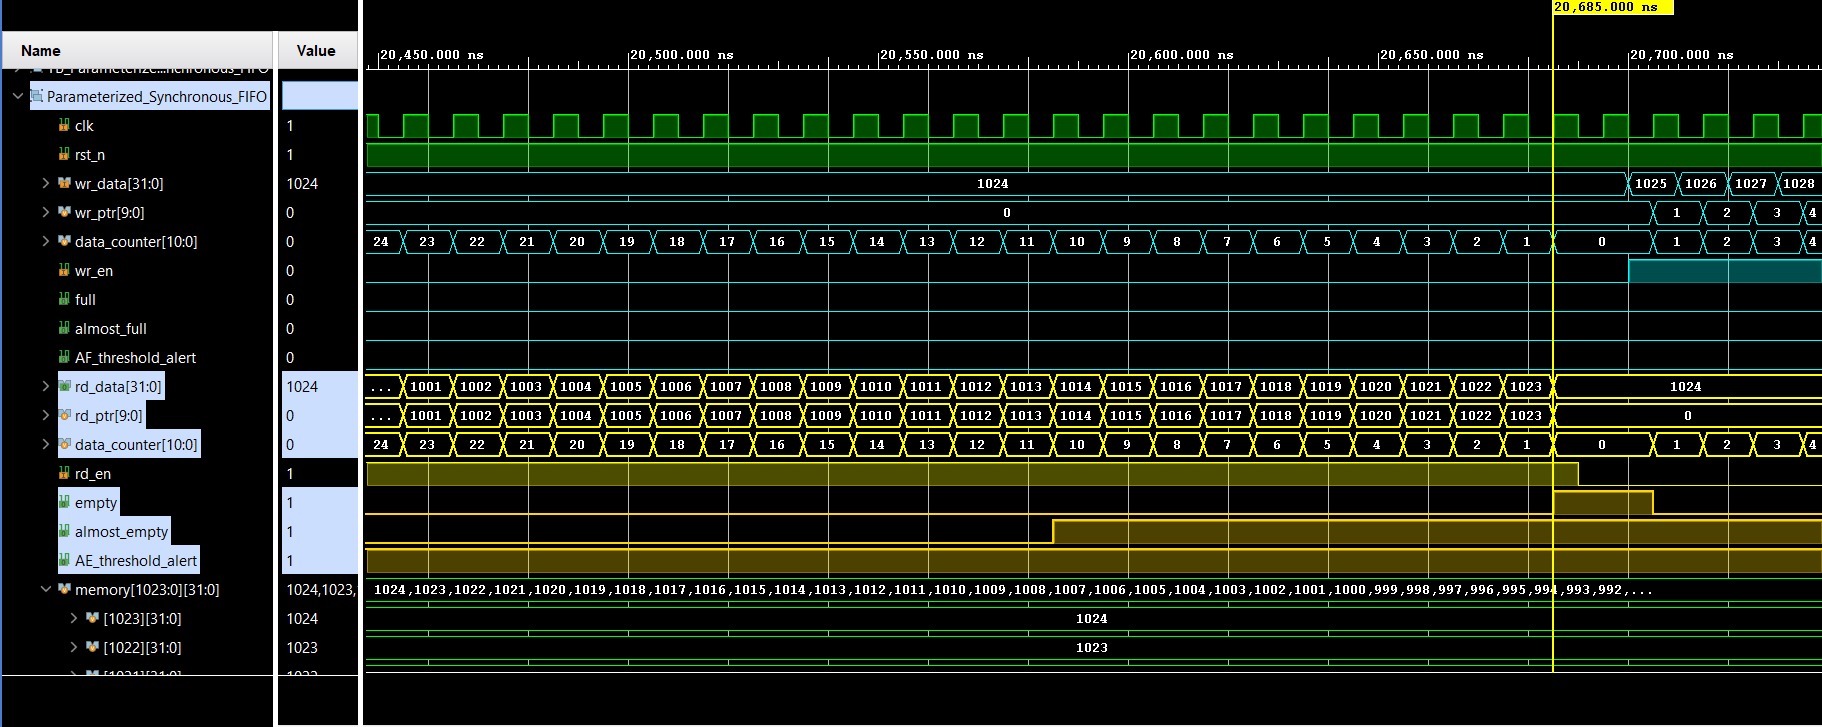 20,685.000 ns
Name Value
20,450.000 ns 20,500.000 ns 20,550.000 ns 20,600.000 ns 20,650.000 ns 20,700.000 ns
Parameterized_Synchronous_FIFO
clk 1
rst_n 1
wr_data[31:0] 1024 1024 1025 1026 1027 1028
wr_ptr[9:0] 0 0 1 2 3 4
data_counter[10:0] 0 24 23 22 21 20 19 18 17 16 15 14 13 12 11 10 9 8 7 6 5 4 3 2 1 0 1 2 3 4
wr_en 0
full 0
almost_full 0
AF_threshold_alert 0
rd_data[31:0] 1024 ... 1001 1002 1003 1004 1005 1006 1007 1008 1009 1010 1011 1012 1013 1014 1015 1016 1017 1018 1019 1020 1021 1022 1023 1024
rd_ptr[9:0] 0 ... 1001 1002 1003 1004 1005 1006 1007 1008 1009 1010 1011 1012 1013 1014 1015 1016 1017 1018 1019 1020 1021 1022 1023 0
data_counter[10:0] 0 24 23 22 21 20 19 18 17 16 15 14 13 12 11 10 9 8 7 6 5 4 3 2 1 0 1 2 3 4
rd_en 1
empty 1
almost_empty 1
AE_threshold_alert 1
memory[1023:0][31:0] 1024,1023, 1024,1023,1022,1021,1020,1019,1018,1017,1016,1015,1014,1013,1012,1011,1010,1009,1008,1007,1006,1005,1004,1003,1002,1001,1000,999,998,997,996,995,994,993,992,...
[1023][31:0] 1024 1024
[1022][31:0] 1023 1023